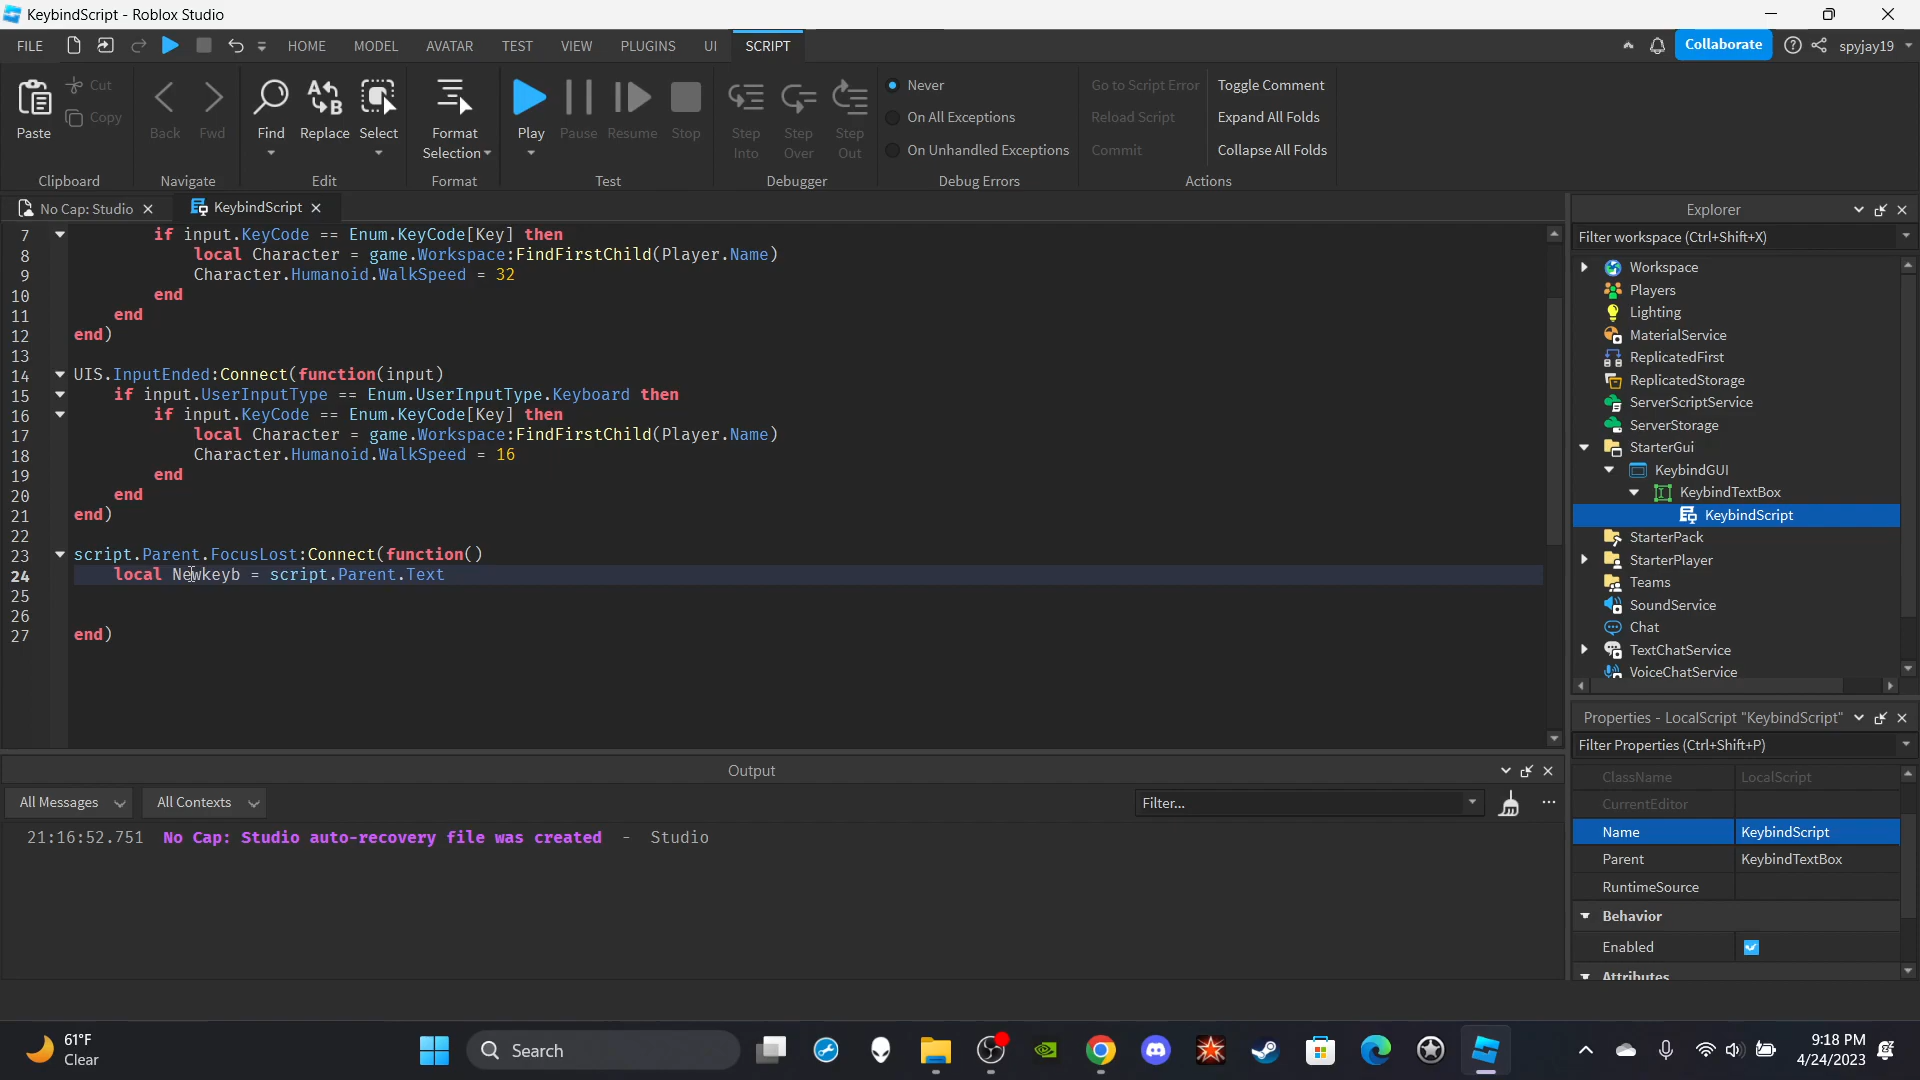 KeybindScript - Roblox Studio
FILE HOME MODEL AVATAR TEST VIEW PLUGINS UI SCRIPT Collaborate spyjay19
Paste Cut Copy Back Fwd Find Replace Select Format Selection Play Pause Resume Stop Step Into Step Over Step Out
Never
On All Exceptions
On Unhandled Exceptions
Go to Script Error
Reload Script
Commit
Toggle Comment
Expand All Folds
Collapse All Folds
Clipboard Navigate Edit Format Test Debugger Debug Errors Actions
No Cap: Studio KeybindScript
7 if input.KeyCode == Enum.KeyCode[Key] then
8 local Character = game.Workspace:FindFirstChild(Player.Name)
9 Character.Humanoid.WalkSpeed = 32
10 end
11 end
12 end)
13
14 UIS.InputEnded:Connect(function(input)
15 if input.UserInputType == Enum.UserInputType.Keyboard then
16 if input.KeyCode == Enum.KeyCode[Key] then
17 local Character = game.Workspace:FindFirstChild(Player.Name)
18 Character.Humanoid.WalkSpeed = 16
19 end
20 end
21 end)
22
23 script.Parent.FocusLost:Connect(function()
24 local Newkeyb = script.Parent.Text
25
26
27 end)
Explorer
Filter workspace (Ctrl+Shift+X)
Workspace
Players
Lighting
MaterialService
ReplicatedFirst
ReplicatedStorage
ServerScriptService
ServerStorage
StarterGui
KeybindGUI
KeybindTextBox
KeybindScript
StarterPack
StarterPlayer
Teams
SoundService
Chat
TextChatService
VoiceChatService
Properties - LocalScript "KeybindScript"
Filter Properties (Ctrl+Shift+P)
ClassName LocalScript
CurrentEditor
Name KeybindScript
Parent KeybindTextBox
RuntimeSource
Behavior
Enabled
Attributes
Output
All Messages All Contexts Filter...
21:16:52.751 No Cap: Studio auto-recovery file was created - Studio
61°F
Clear
Search
9:18 PM
4/24/2023